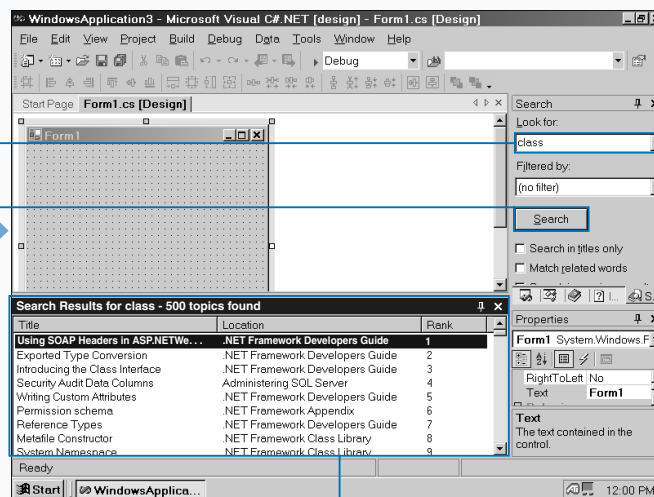 WindowsApplication3 - Microsoft Visual C#.NET [design] - Form1.cs [Design]
File Edit View Project Build Debug Data Tools Window Help
Debug
Start Page Form1.cs [Design]
Form1
Search
Look for:
class
Filtered by:
(no filter)
Search
Search in titles only
Match related words
I...
S.
Search Results for class - 500 topics found
Title Location Rank
Using SOAP Headers in ASP.NETWe... .NET Framework Developers Guide 1
Exported Type Conversion .NET Framework Developers Guide 2
Introducing the Class Interface .NET Framework Developers Guide 3
Security Audit Data Columns Administering SQL Server 4
Writing Custom Attributes .NET Framework Developers Guide 5
Permission schema .NET Framework Appendix 6
Reference Types .NET Framework Developers Guide 7
Metafile Constructor .NET Framework Class Library 8
System Namespace .NET Framework Class Library 9
Properties
Form1 System.Windows.F
RightToLeft No
Text Form1
Text
The text contained in the
control.
Ready
Start WindowsApplica... 12:00 PM